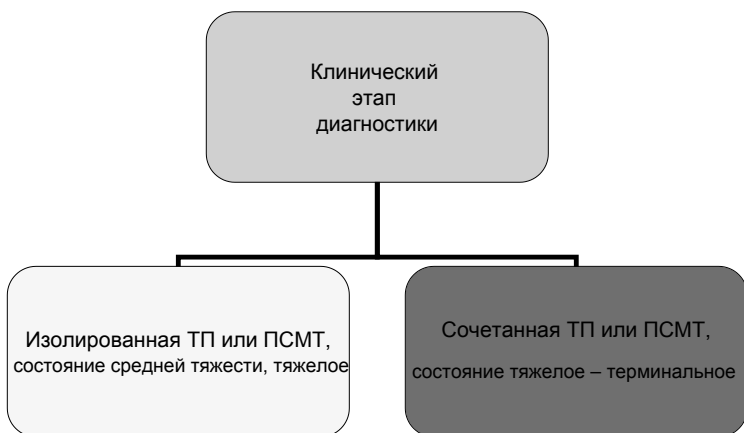 Клинический
этап
диагностики
Изолированная ТП или ПСМТ,
состояние средней тяжести, тяжелое
Сочетанная ТП или ПСМТ,
состояние тяжелое – терминальное